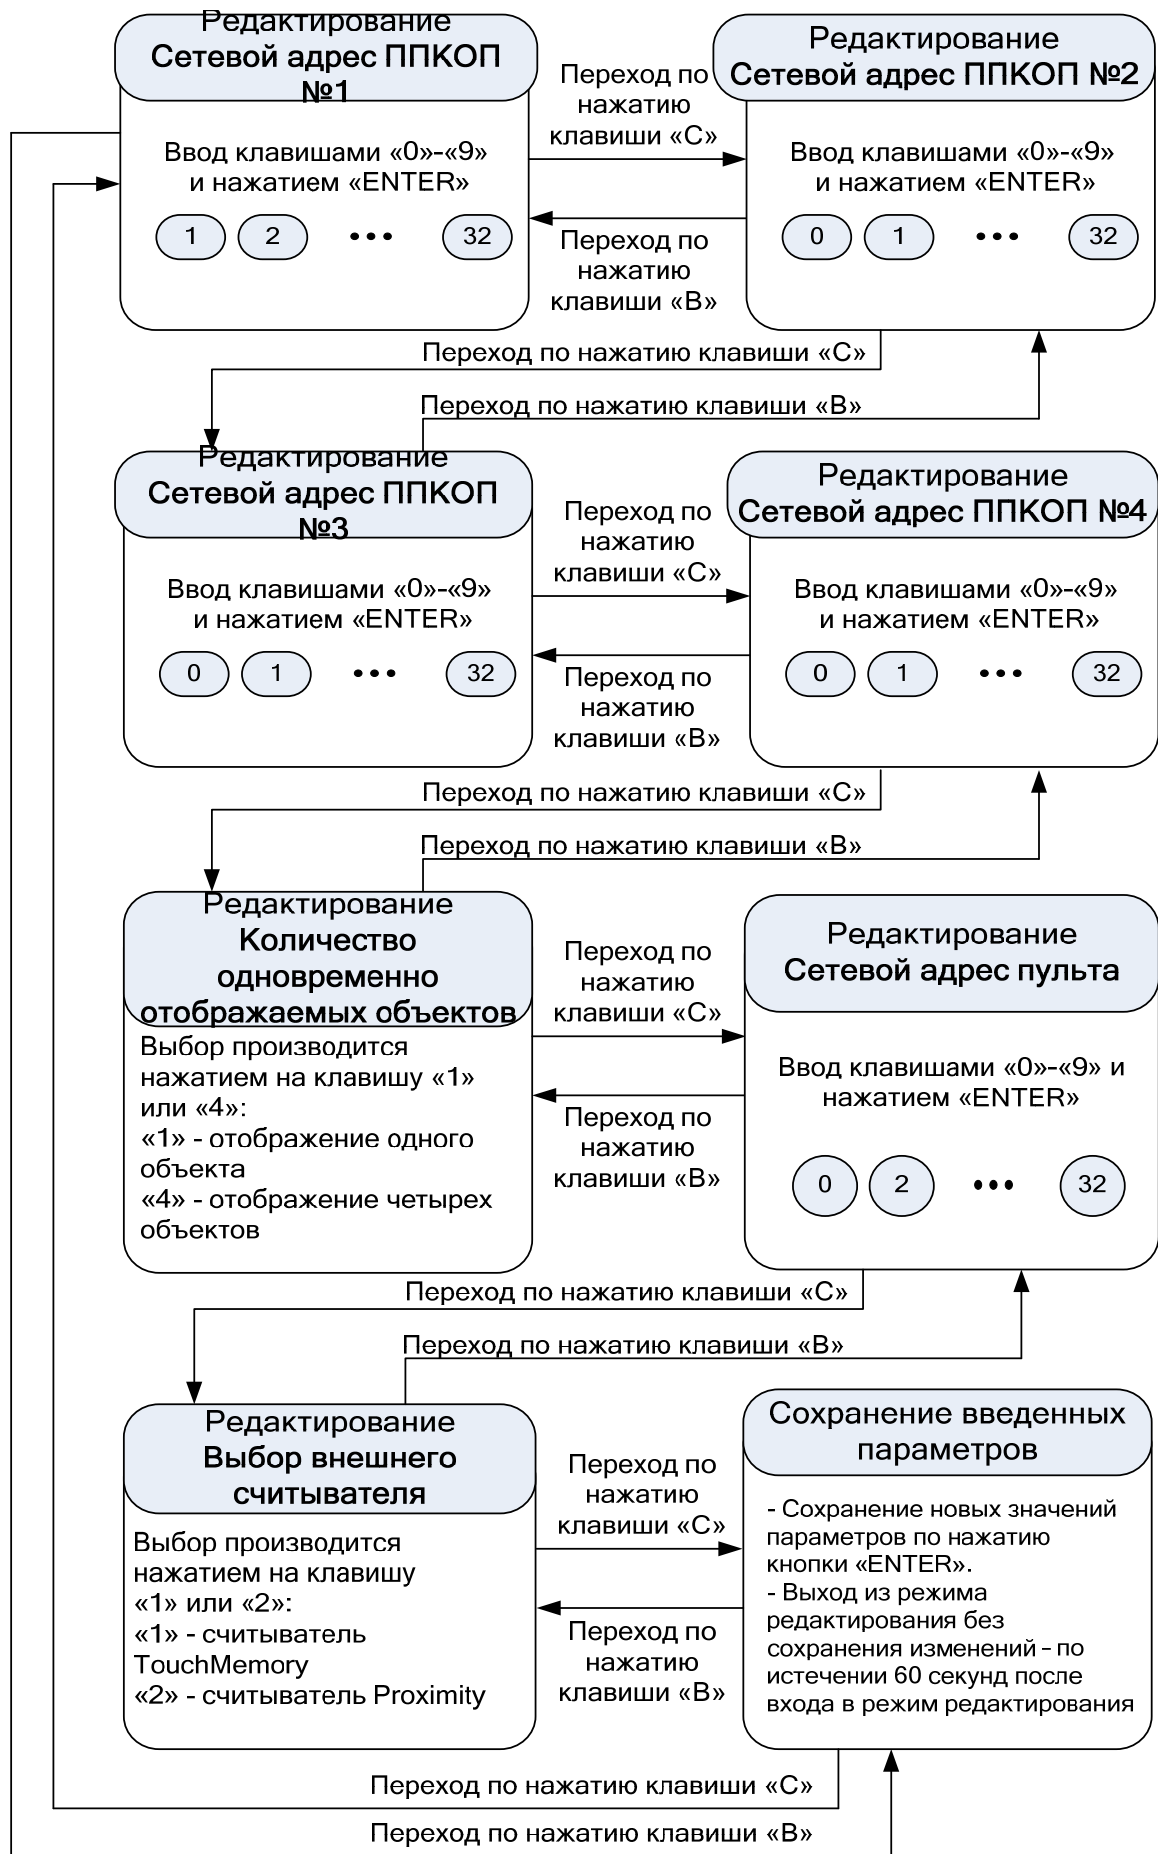 Редактирование
Сетевой адрес ППКОП
№1
Ввод клавишами «0»-«9»
и нажатием «ENTER»
1 2 ••• 32
Переход по
нажатию
клавиши «С»
Переход по
нажатию
клавиши «В»
Редактирование
Сетевой адрес ППКОП №2
Ввод клавишами «0»-«9»
и нажатием «ENTER»
0 1 ••• 32
Переход по нажатию клавиши «С»
Переход по нажатию клавиши «В»
Редактирование
Сетевой адрес ППКОП
№3
Ввод клавишами «0»-«9»
и нажатием «ENTER»
0 1 ••• 32
Переход по
нажатию
клавиши «С»
Переход по
нажатию
клавиши «В»
Редактирование
Сетевой адрес ППКОП №4
Ввод клавишами «0»-«9»
и нажатием «ENTER»
0 1 ••• 32
Переход по нажатию клавиши «С»
Переход по нажатию клавиши «В»
Редактирование
Количество
одновременно
отображаемых объектов
Выбор производится
нажатием на клавишу «1»
или «4»:
«1» - отображение одного
объекта
«4» - отображение четырех
объектов
Переход по
нажатию
клавиши «С»
Переход по
нажатию
клавиши «В»
Редактирование
Сетевой адрес пульта
Ввод клавишами «0»-«9» и
нажатием «ENTER»
0 2 ••• 32
Переход по нажатию клавиши «С»
Переход по нажатию клавиши «В»
Редактирование
Выбор внешнего
считывателя
Выбор производится
нажатием на клавишу
«1» или «2»:
«1» - считыватель
TouchMemory
«2» - считыватель Proximity
Переход по
нажатию
клавиши «С»
Переход по
нажатию
клавиши «В»
Сохранение введенных
параметров
- Сохранение новых значений
параметров по нажатию
кнопки «ENTER».
- Выход из режима
редактирования без
сохранения изменений – по
истечении 60 секунд после
входа в режим редактирования
Переход по нажатию клавиши «С»
Переход по нажатию клавиши «В»